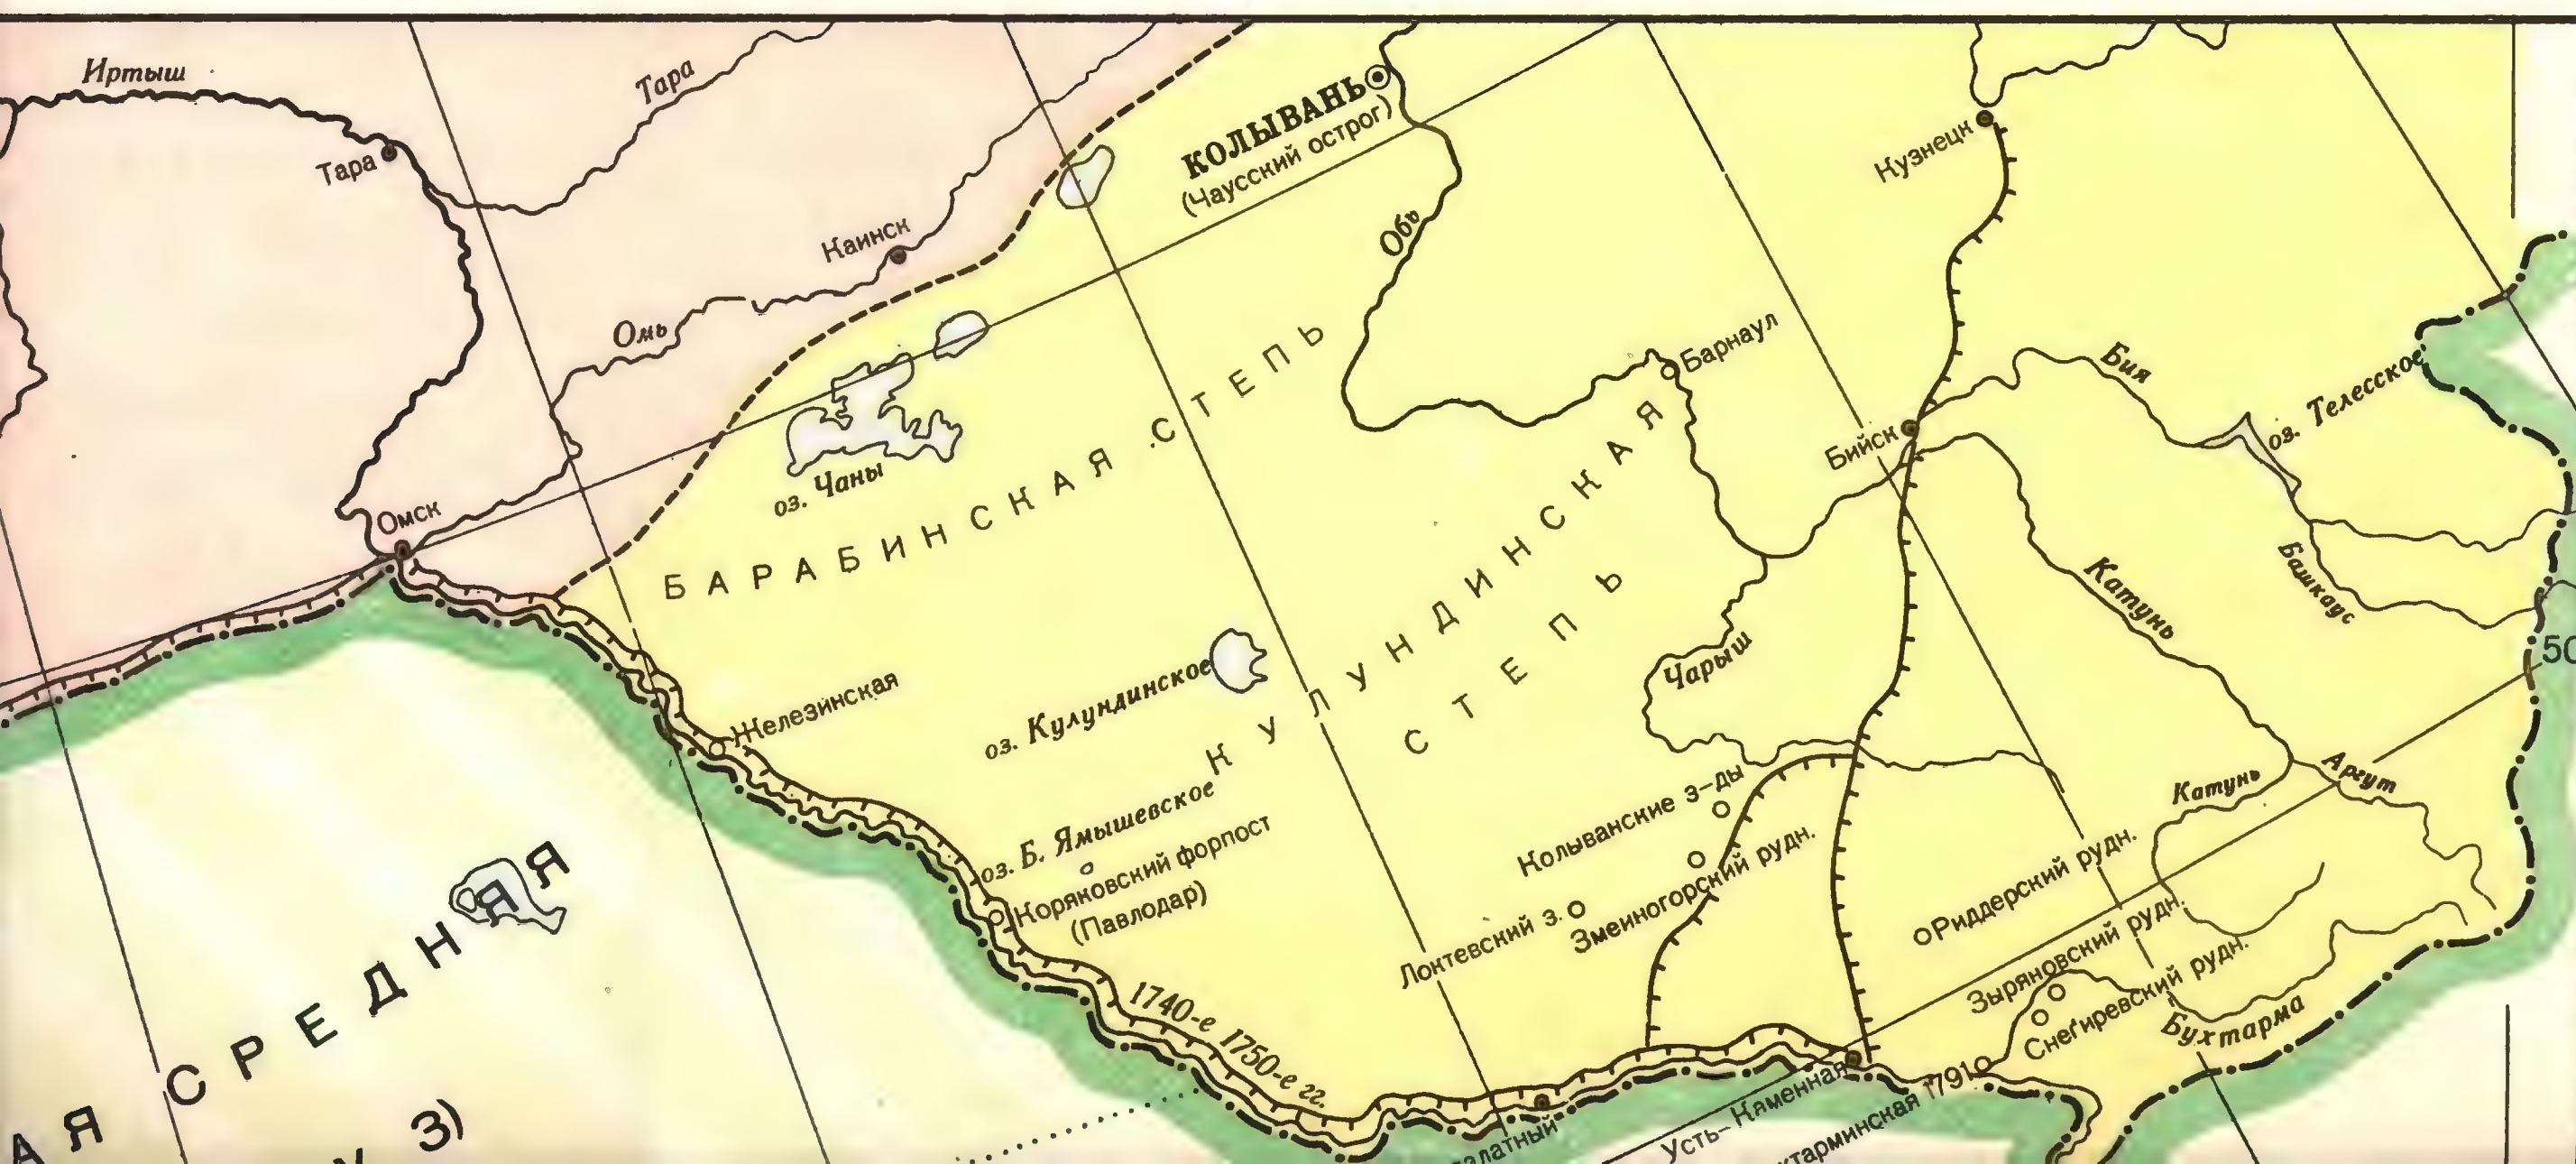 Иртыш
Тара
Тара
КОЛЫВАНЬ
(Чаусский острог)
Кузнецк
Каинск
Обь
Омь
Барнаул
Бия
оз. Телесское
Бийск
оз. Чаны
БАРАБИНСКАЯ СТЕПЬ
Омск
КУЛУНДИНСКАЯ
СТЕПЬ
Катунь
Башкаус
Чарыш
50
Железинская
оз. Кулундинское
оз. Б. Ямышевское
Коряковский форпост
(Павлодар)
Колыванские з-ды
Змеиногорский рудн.
Локтевский з.
Катунь
Аргут
Риддерский рудн.
Зыряновский рудн.
Снегиревский рудн.
Бухтарма
1740-е 1750-е гг.
АЯ СРЕДНЯЯ
У 3)
Усть-Каменная
1791